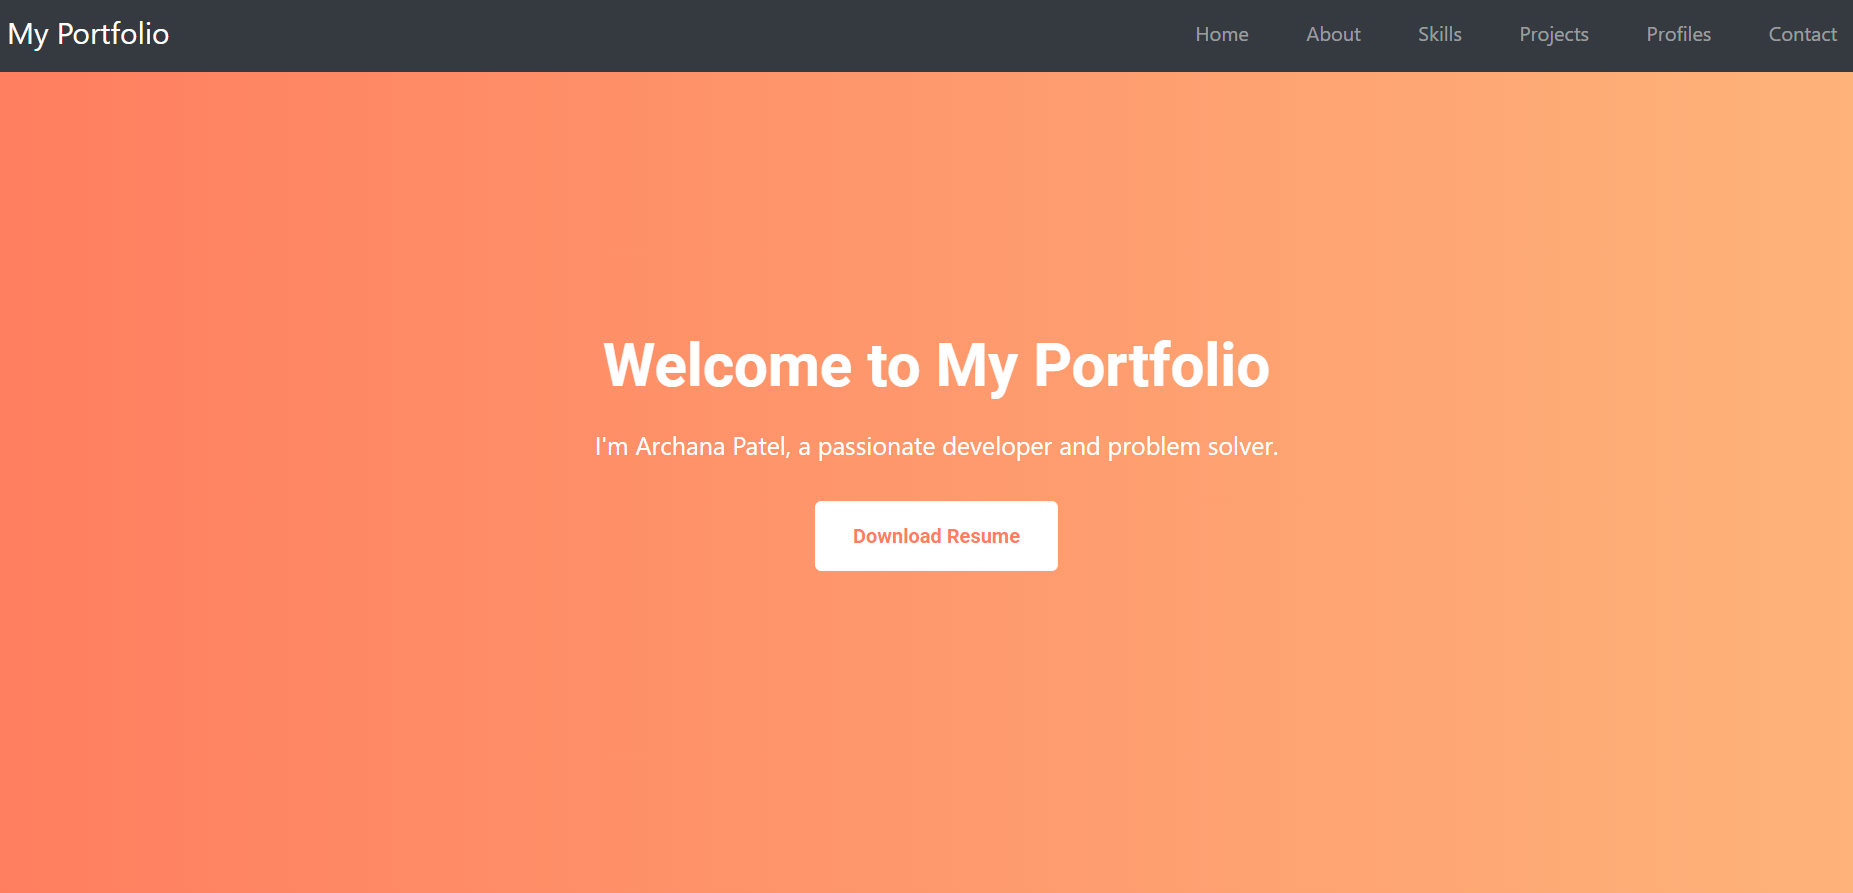 My Portfolio Home About Skills Projects Profiles Contact
Welcome to My Portfolio
I'm Archana Patel, a passionate developer and problem solver.
Download Resume